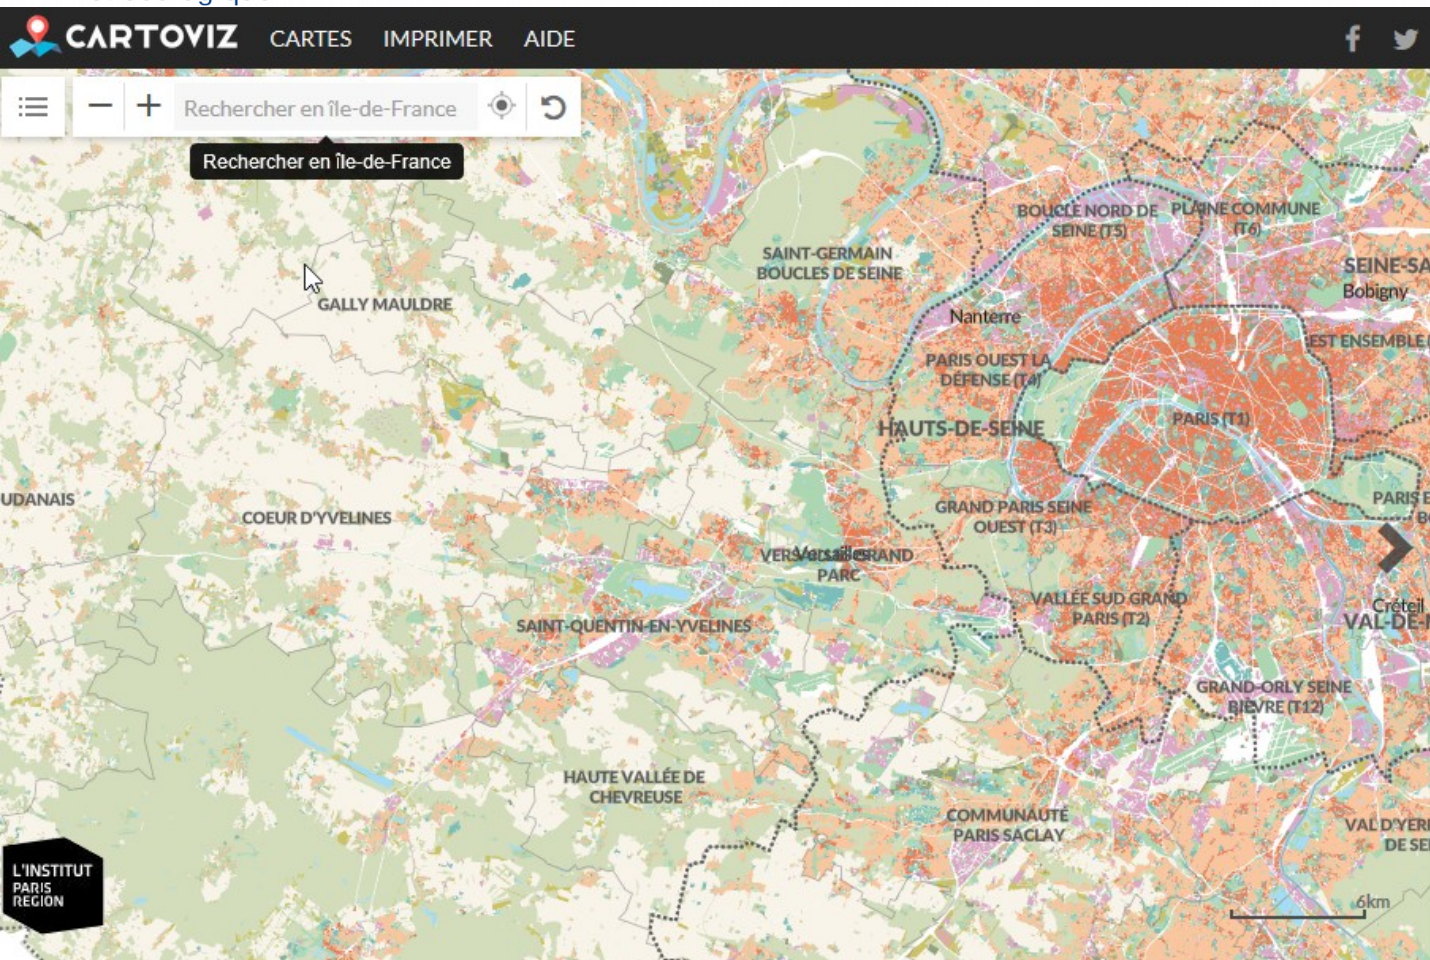 CARTOVIZ CARTES IMPRIMER AIDE
Rechercher en île-de-France
Rechercher en île-de-France
BOUCLE NORD DE
SEINE (T5)
PLAINE COMMUNE
(T6)
SAINT-GERMAIN
BOUCLES DE SEINE
SEINE-SA
Bobigny
GALLY MAULDRE
Nanterre
EST ENSEMBLE
PARIS OUEST LA
DÉFENSE (T4)
HAUTS-DE-SEINE
PARIS (T1)
UDANAIS
COEUR D'YVELINES
GRAND PARIS SEINE
OUEST (T3)
PARIS E
Versailles
GRAND
PARC
VALLÉE SUD GRAND
PARIS (T2)
Créteil
VAL-DE-
SAINT-QUENTIN-EN-YVELINES
GRAND-ORLY SEINE
BIÈVRE (T12)
HAUTE VALLÉE DE
CHEVREUSE
COMMUNAUTÉ
PARIS SACLAY
VAL D'YER
DE SE
L'INSTITUT
PARIS
REGION
6km